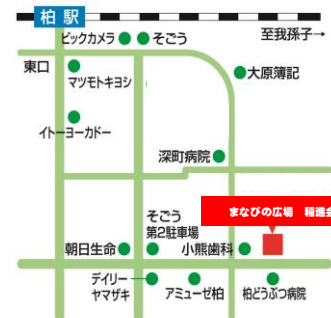 柏駅
至我孫子→
ビックカメラ
そごう
東口
マツモトキヨシ
大原簿記
イトーヨーカドー
深町病院
まなびの広場 稲進会
そごう
第2駐車場
朝日生命
小熊歯科
デイリー
ヤマザキ
アミューゼ柏
柏どうぶつ病院